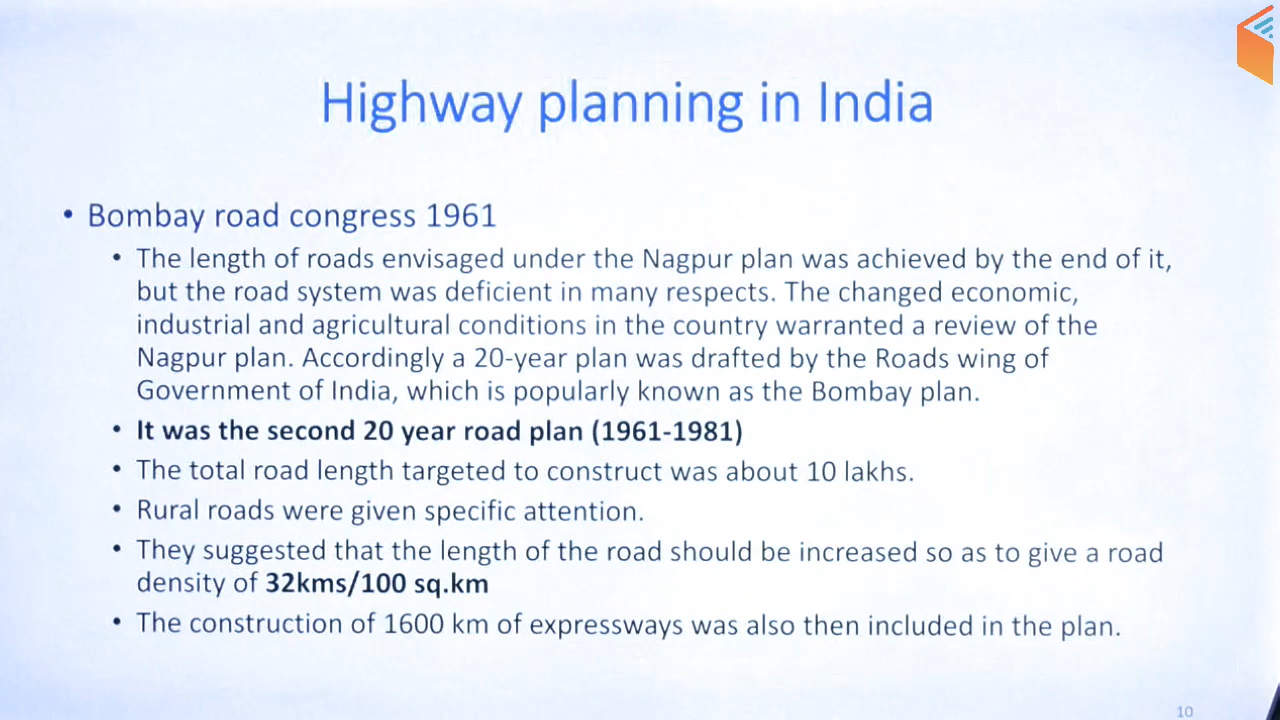 Highway planning in India
• Bombay road congress 1961
• The length of roads envisaged under the Nagpur plan was achieved by the end of it,
but the road system was deficient in many respects. The changed economic,
industrial and agricultural conditions in the country warranted a review of the
Nagpur plan. Accordingly a 20-year plan was drafted by the Roads wing of
Government of India, which is popularly known as the Bombay plan.
• It was the second 20 year road plan (1961-1981)
• The total road length targeted to construct was about 10 lakhs.
• Rural roads were given specific attention.
• They suggested that the length of the road should be increased so as to give a road
density of 32kms/100 sq.km
• The construction of 1600 km of expressways was also then included in the plan.
10